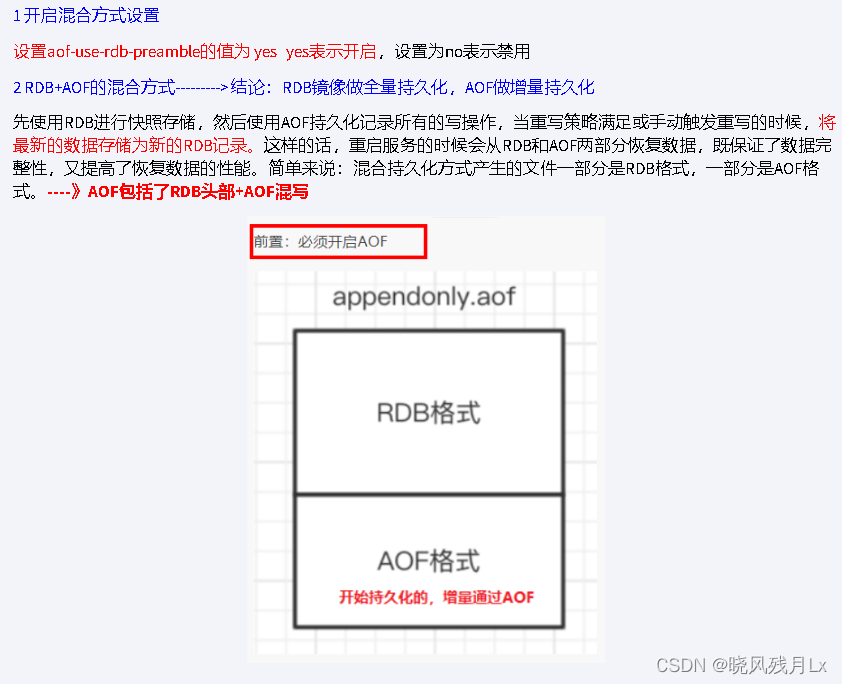 1 开启混合方式设置
设置aof-use-rdb-preamble的值为 yes  yes表示开启，设置为no表示禁用
2 RDB+AOF的混合方式--------->结论：RDB镜像做全量持久化，AOF做增量持久化
先使用RDB进行快照存储，然后使用AOF持久化记录所有的写操作，当重写策略满足或手动触发重写的时候，将
最新的数据存储为新的RDB记录。这样的话，重启服务的时候会从RDB和AOF两部分恢复数据，既保证了数据完
整性，又提高了恢复数据的性能。简单来说：混合持久化方式产生的文件一部分是RDB格式，一部分是AOF格
式。----》AOF包括了RDB头部+AOF混写
前置：必须开启AOF
appendonly.aof
RDB格式
AOF格式
开始持久化的，增量通过AOF
CSDN @晓风残月Lx